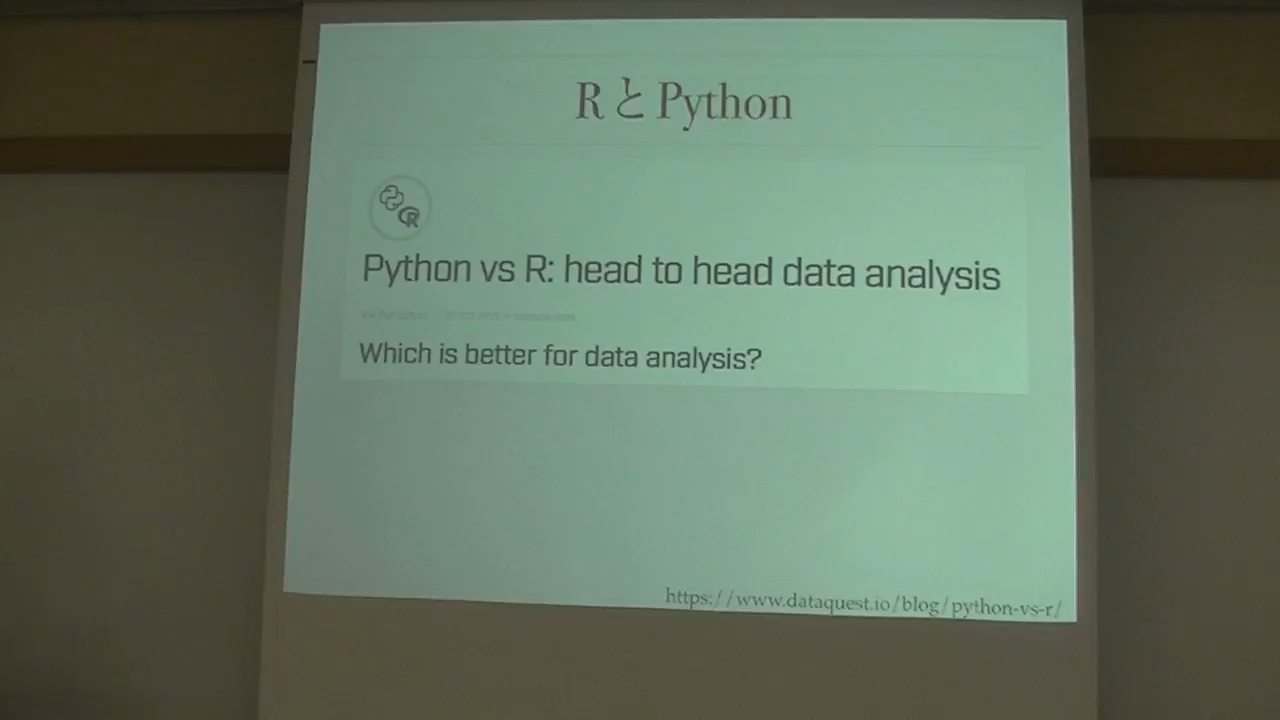 R と Python
Python vs R: head to head data analysis
Which is better for data analysis?
https://www.dataquest.io/blog/python-vs-r/